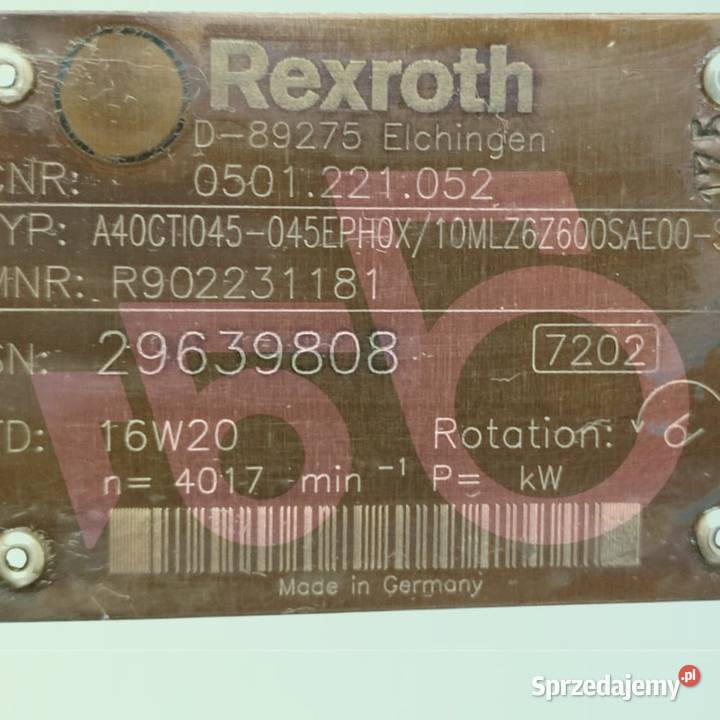 Rexroth
D-89275 Elchingen
CNR: 0501.221.052
YP: A40CTI045-045EPH0X/10MLZ6Z600SAE00-S
MNR: R902231181
SN: 29639808 7202
D: 16W20 Rotation:
n= 4017 min -1 P= kW
Made in Germany
Sprzedajemy.pl